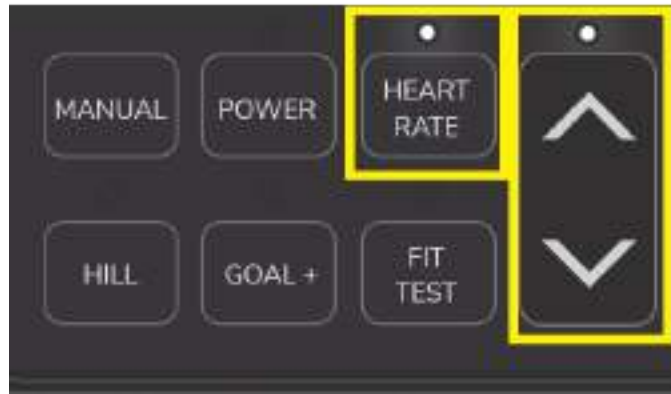 MANUAL
POWER
HEART
RATE
HILL
GOAL +
FIT
TEST